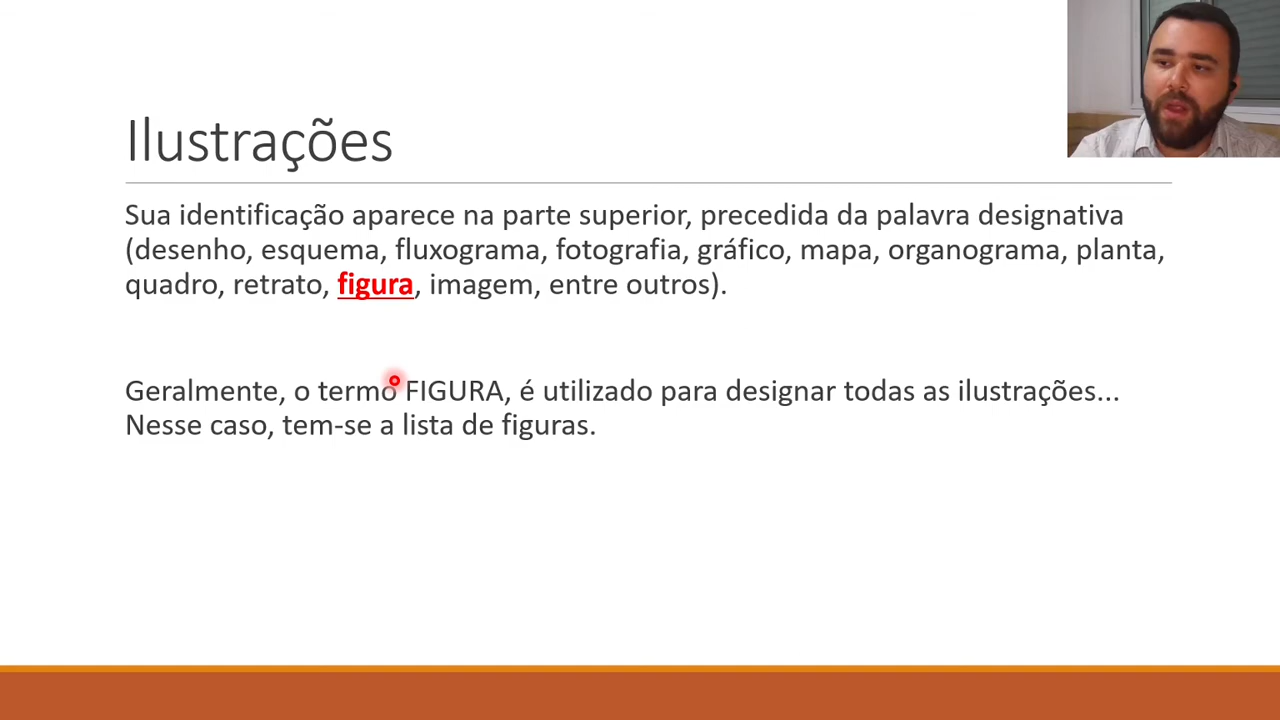 Ilustrações
Sua identificação aparece na parte superior, precedida da palavra designativa
(desenho, esquema, fluxograma, fotografia, gráfico, mapa, organograma, planta,
quadro, retrato, figura, imagem, entre outros).
Geralmente, o termo FIGURA, é utilizado para designar todas as ilustrações...
Nesse caso, tem-se a lista de figuras.